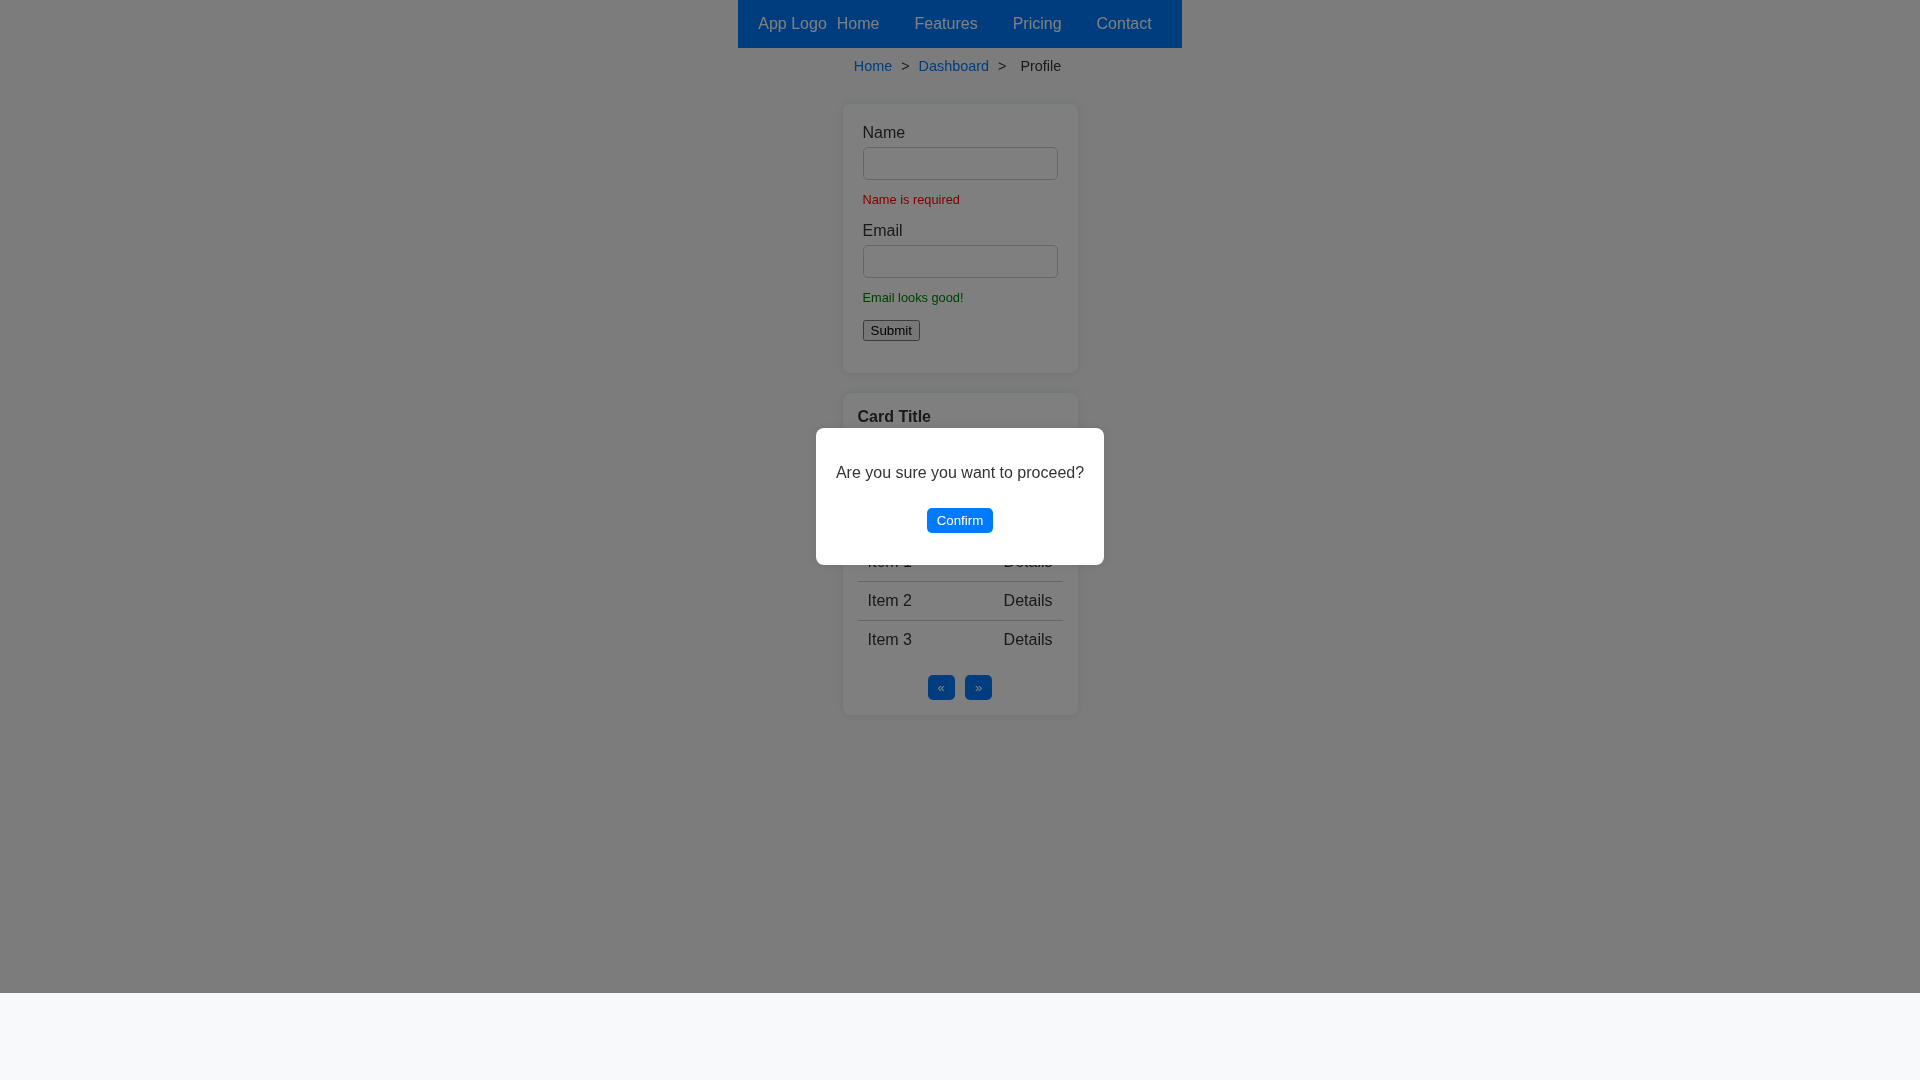 App Logo Home Features Pricing Contact
Home > Dashboard > Profile
Name
Name is required
Email
Email looks good!
Submit
Card Title
Are you sure you want to proceed?
Confirm
Item 1 Details
Item 2 Details
Item 3 Details
« »